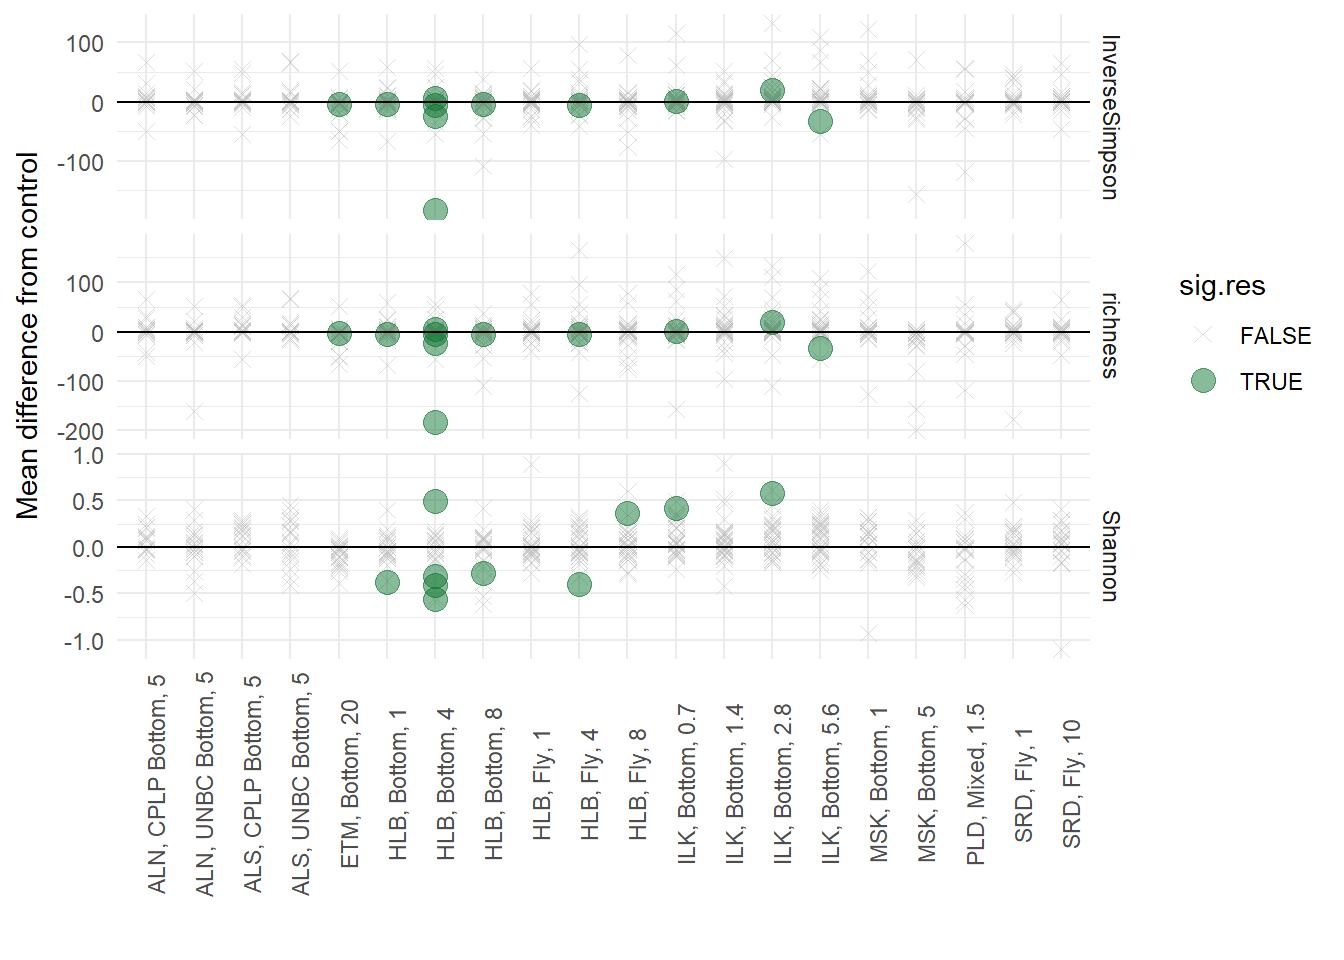 Mean difference from control
100
0
-100
InverseSimpson
100
0
-100
-200
richness
1.0
0.5
0.0
-0.5
-1.0
Shannon
ALN, CPLP Bottom, 5
ALN, UNBC Bottom, 5
ALS, CPLP Bottom, 5
ALS, UNBC Bottom, 5
ETM, Bottom, 20
HLB, Bottom, 1
HLB, Bottom, 4
HLB, Bottom, 8
HLB, Fly, 1
HLB, Fly, 4
HLB, Fly, 8
ILK, Bottom, 0.7
ILK, Bottom, 1.4
ILK, Bottom, 2.8
ILK, Bottom, 5.6
MSK, Bottom, 1
MSK, Bottom, 5
PLD, Mixed, 1.5
SRD, Fly, 1
SRD, Fly, 10
sig.res
FALSE
TRUE